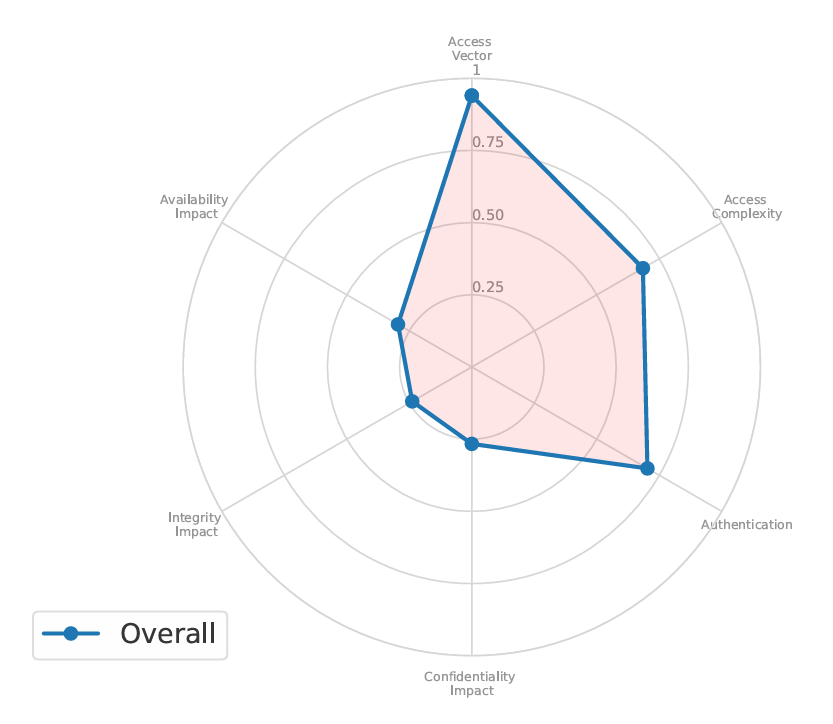 Access
Vector
1
0.75
0.50
0.25
Access
Complexity
Availability
Impact
Integrity
Impact
Authentication
Confidentiality
Impact
Overall